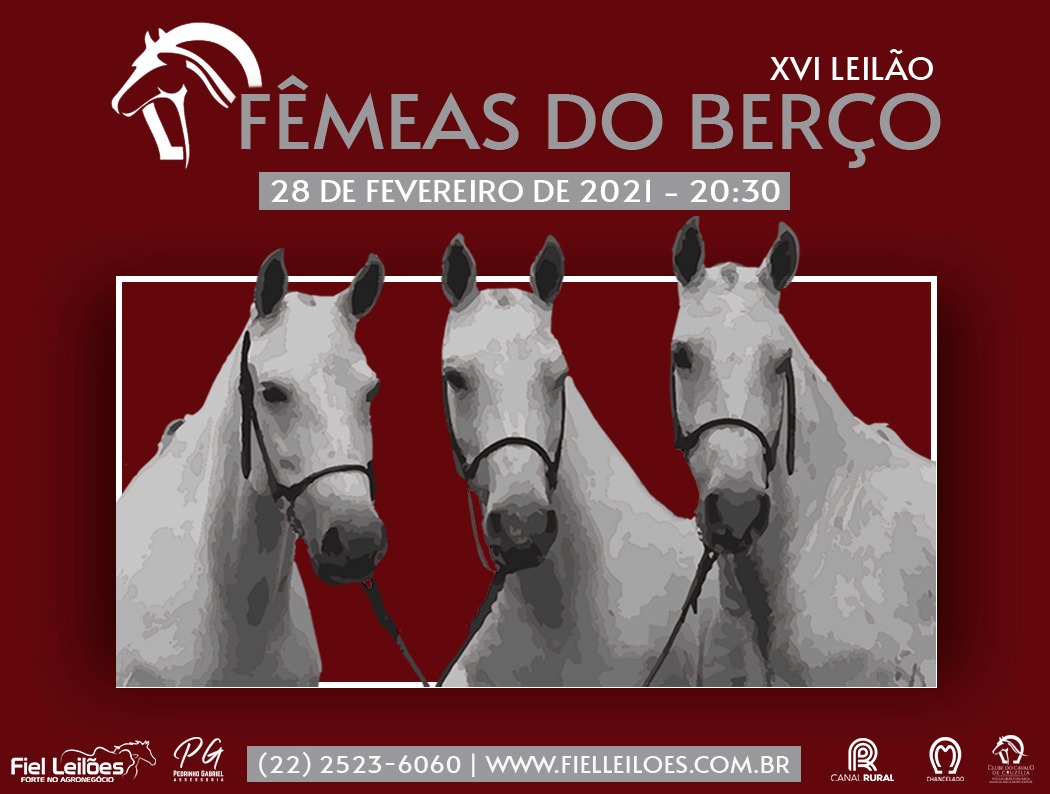 XVI LEILÃO
FÊMEAS DO BERÇO
28 DE FEVEREIRO DE 2021 - 20:30
Fiel Leilões
FORTE NO AGRONEGÓCIO
PG
PEDRINHO GABRIEL
ASSESSORIA
(22) 2523-6060 | WWW.FIELLEILOES.COM.BR
CANAL RURAL
CHANCELADO
CLUBE DO CAVALO
DE CRUZÍLIA